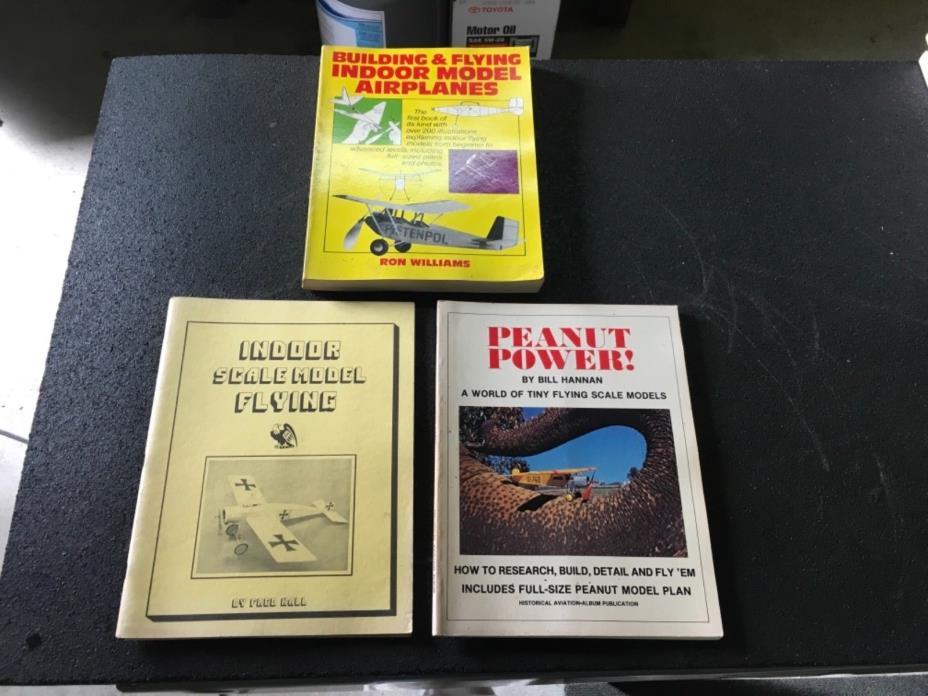 TOYOTA
Motor Oil
SAE 5W-20
BUILDING & FLYING
INDOOR MODEL
AIRPLANES
The
first book of
its kind with
over 200 illustrations
explaining indoor flying
models from beginner to
advanced levels, including
full-sized plans
and photos.
PIETENPOL
RON WILLIAMS
INDOOR
SCALE MODEL
FLYING
BY FRED HALL
PEANUT
POWER!
BY BILL HANNAN
A WORLD OF TINY FLYING SCALE MODELS
HOW TO RESEARCH, BUILD, DETAIL AND FLY 'EM
INCLUDES FULL-SIZE PEANUT MODEL PLAN
HISTORICAL AVIATION-ALBUM PUBLICATION